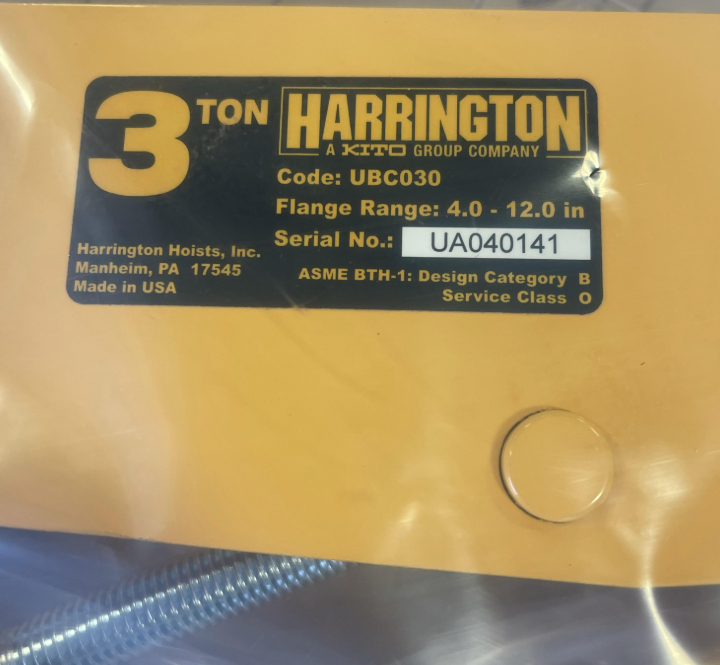 3 TON HARRINGTON
A KITO GROUP COMPANY
Code: UBC030
Flange Range: 4.0 - 12.0 in
Serial No.: UA040141
Harrington Hoists, Inc.
Manheim, PA 17545
Made in USA
ASME BTH-1: Design Category B
Service Class O